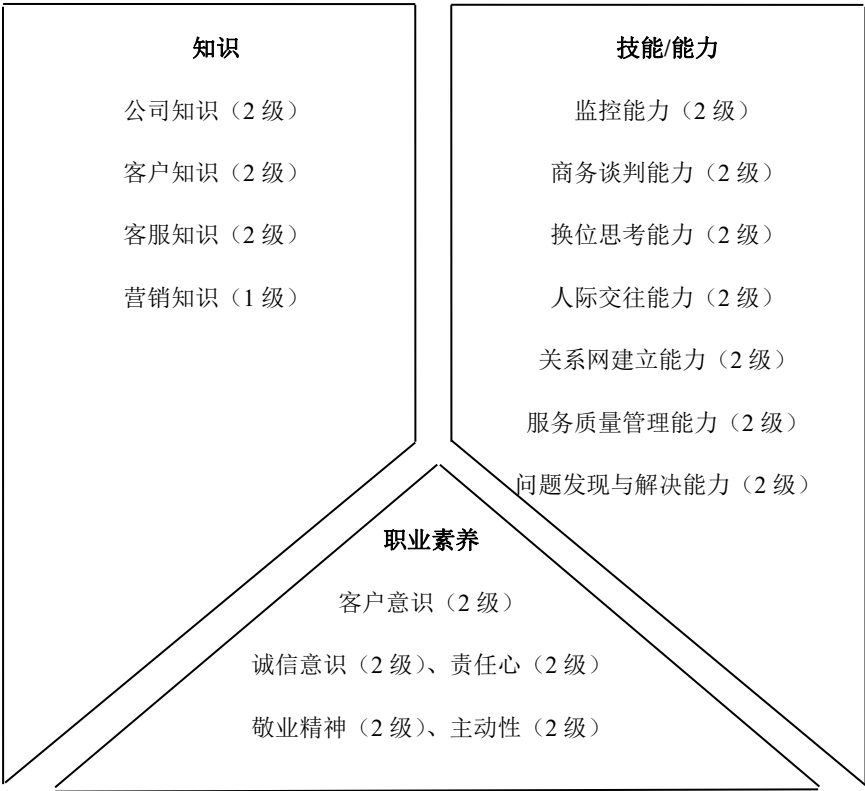 知识
公司知识（2 级）
客户知识（2 级）
客服知识（2 级）
营销知识（1 级）
技能/能力
监控能力（2 级）
商务谈判能力（2 级）
换位思考能力（2 级）
人际交往能力（2 级）
关系网建立能力（2 级）
服务质量管理能力（2 级）
问题发现与解决能力（2 级）
职业素养
客户意识（2 级）
诚信意识（2 级）、责任心（2 级）
敬业精神（2 级）、主动性（2 级）